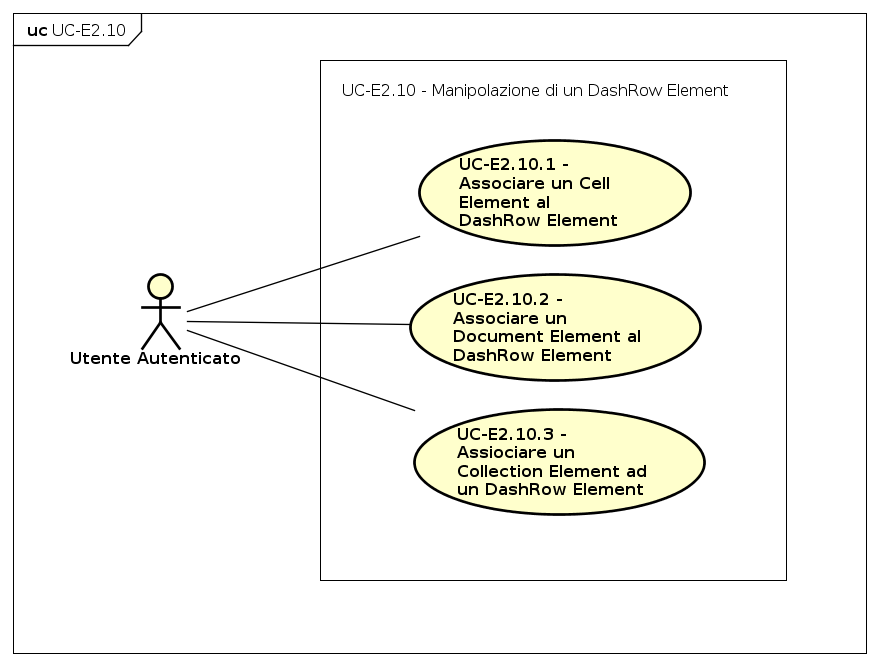 uc UC-E2.10
UC-E2.10 - Manipolazione di un DashRow Element
UC-E2.10.1 -
Associare un Cell
Element al
DashRow Element
UC-E2.10.2 -
Associare un
Document Element al
DashRow Element
Utente Autenticato
UC-E2.10.3 -
Assiociare un
Collection Element ad
un DashRow Element